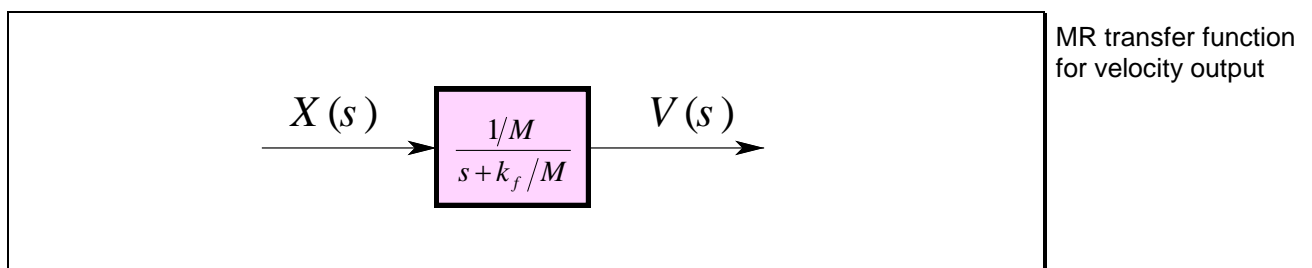 MR transfer function
for velocity output
X(s)
V(s)
1/M
s + k_f/M